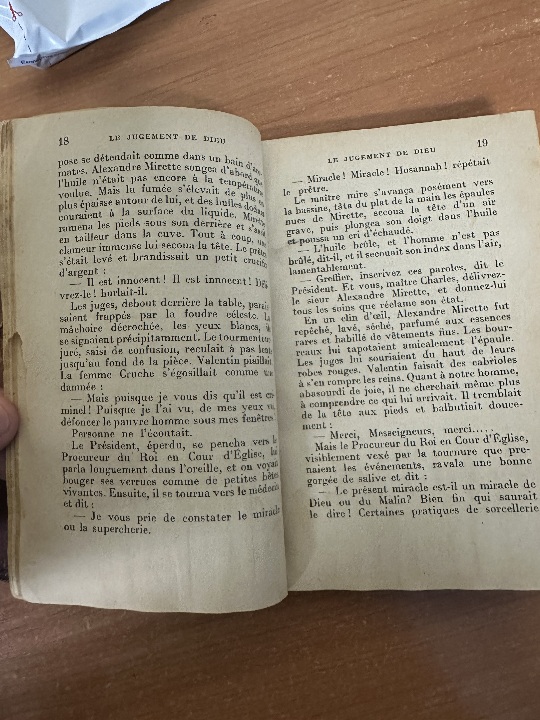 18
LE JUGEMENT DE DIEU
pose se détendait comme dans un bain d'aro-
mates. Alexandre Mirette songea d'abord que
l'huile n'était pas encore à la température
voulue. Mais la fumée s'élevait de plus en
plus épaisse autour de lui, et des huiles
couraient à la surface du liquide. Mirette
ramena les pieds sous son derrière et s'assit
en tailleur dans la cuve. Tout à coup, une
clameur immense lui secoua la tête. Le prêtre
s'était levé et brandissait un petit crucifix
d'argent :
— Il est innocent ! Il est innocent ! Déli-
vrez-le ! hurlait-il.
Les juges, debout derrière la table, parais-
saient frappés par la foudre céleste. La
mâchoire décrochée, les yeux blancs, ils
se signaient précipitamment. Le tourmenteur
juré, saisi de confusion, reculait à pas lents
jusqu'au fond de la pièce. Valentin pissait.
La femme Cruche s'égosillait comme une
damnée :
— Mais puisque je vous dis qu'il est cri-
minel ! Puisque je l'ai vu, de mes yeux vu,
défoncer le pauvre homme sous mes fenêtres
Personne ne l'écoutait.
Le Président, éperdu, se pencha vers le
Procureur du Roi en Cour d'Église, lui
parla longuement dans l'oreille, et on voyait
bouger ses verrues comme de petites bêtes
vivantes. Ensuite, il se tourna vers le médecin
et dit :
— Je vous prie de constater le miracle
ou la supercherie.
LE JUGEMENT DE DIEU
19
— Miracle ! Miracle ! Hosannah ! répétait
le prêtre.
Le maître mire s'avança posément vers
la bassine, tâta du plat de la main les épaules
nues de Mirette, secoua la tête d'un air
grave, puis plongea son doigt dans l'huile
et poussa un cri d'échaudé.
— L'huile brûle, et l'homme n'est pas
brûlé, dit-il, et il secouait son index dans l'air,
lamentablement.
— Greffier, inscrivez ces paroles, dit le
Président. Et vous, maître Charles, délivrez-
le sieur Alexandre Mirette, et donnez-lui
tous les soins que réclame son état.
En un clin d'œil, Alexandre Mirette fut
repêché, lavé, séché, parfumé aux essences
rares et habillé de vêtements fins. Les bour-
reaux lui tapotaient amicalement l'épaule.
Les juges lui souriaient du haut de leurs
robes rouges. Valentin faisait des cabrioles
à s'en rompre les reins. Quant à notre homme,
abasourdi de joie, il ne cherchait même plus
à comprendre ce qui lui arrivait. Il tremblait
de la tête aux pieds et balbutiait douce-
ment :
— Merci, Messeigneurs, merci.....
Mais le Procureur du Roi en Cour d'Église,
visiblement vexé par la tournure que pre-
naient les événements, ravala une bonne
gorgée de salive et dit :
— Le présent miracle est-il un miracle de
Dieu ou du Malin? Bien fin qui saurait
le dire ! Certaines pratiques de sorcellerie